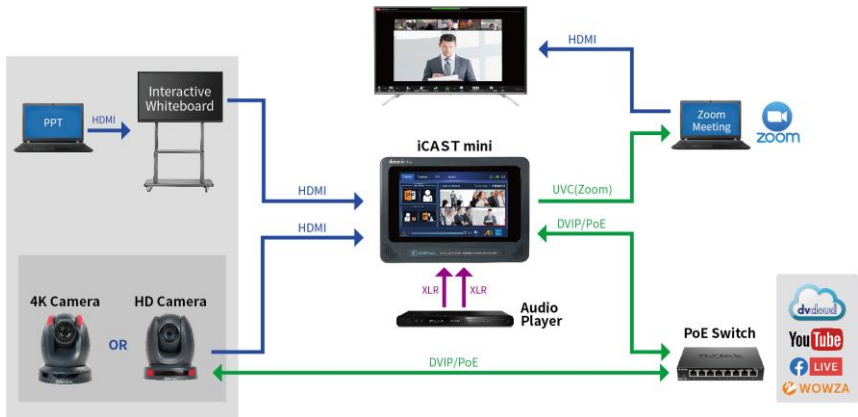 HDMI
Interactive
Whiteboard
PPT
HDMI
Zoom
Meeting
zoom
iCAST mini
HDMI
UVC(Zoom)
HDMI
DVIP/PoE
XLR
XLR
4K Camera
OR
HD Camera
Audio
Player
PoE Switch
DVIP/PoE
dvcloud
YouTube
LIVE
WOWZA